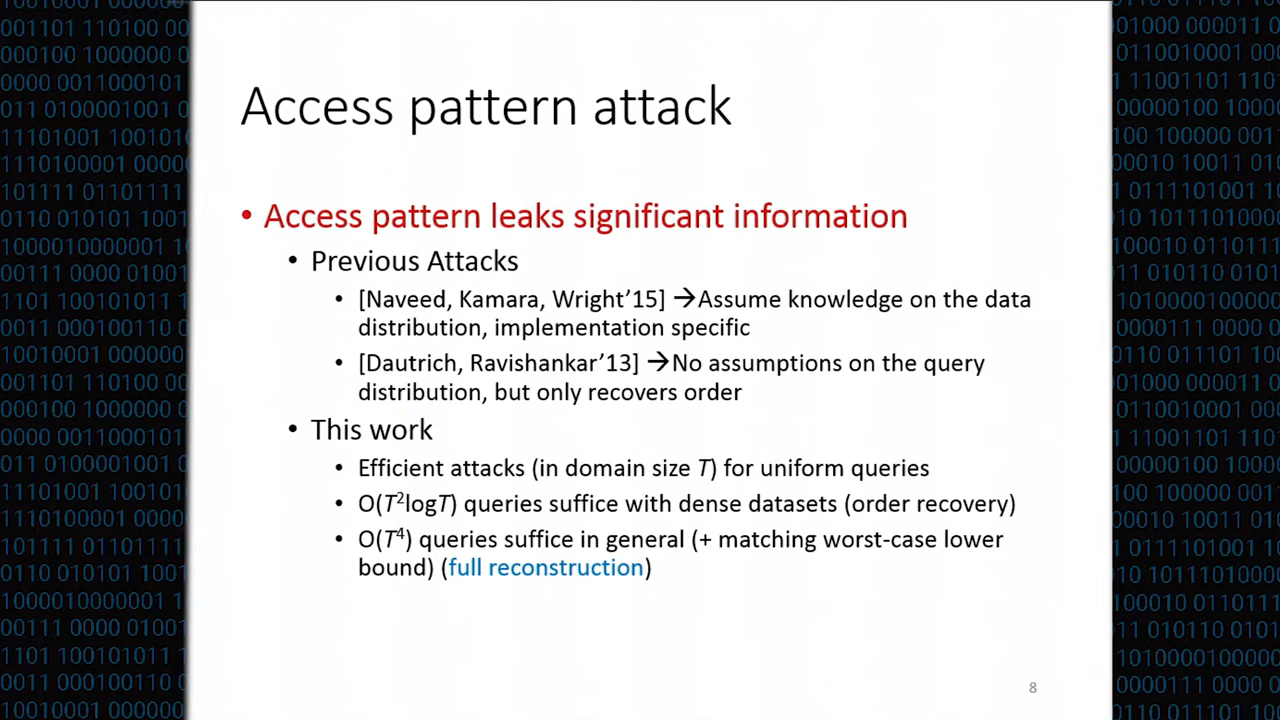 Access pattern attack
• Access pattern leaks significant information
• Previous Attacks
• [Naveed, Kamara, Wright’15] →Assume knowledge on the data
distribution, implementation specific
• [Dautrich, Ravishankar’13] →No assumptions on the query
distribution, but only recovers order
• This work
• Efficient attacks (in domain size T) for uniform queries
• O(T²logT) queries suffice with dense datasets (order recovery)
• O(T⁴) queries suffice in general (+ matching worst-case lower
bound) (full reconstruction)
8